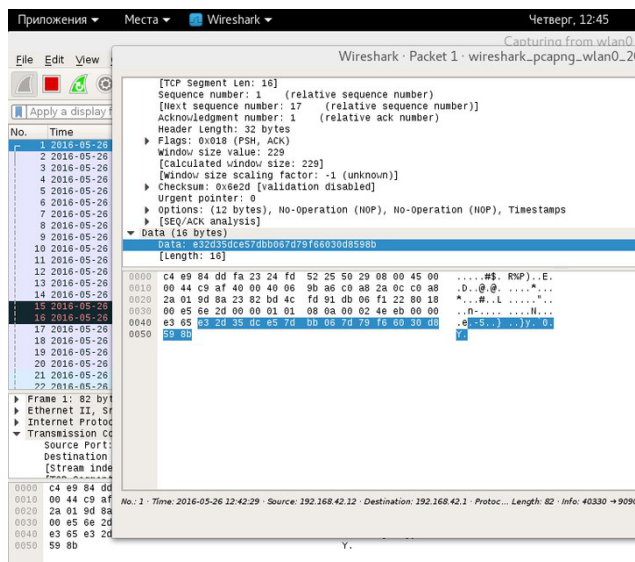 Приложения Места Wireshark Четверг, 12:45
Capturing from wlan0
File Edit View
Wireshark · Packet 1 · wireshark_pcapng_wlan0_20
Apply a display f
No. Time
1 2016-05-26
2 2016-05-26
3 2016-05-26
4 2016-05-26
5 2016-05-26
6 2016-05-26
7 2016-05-26
8 2016-05-26
9 2016-05-26
10 2016-05-26
11 2016-05-26
12 2016-05-26
13 2016-05-26
14 2016-05-26
15 2016-05-26
16 2016-05-26
17 2016-05-26
18 2016-05-26
19 2016-05-26
20 2016-05-26
21 2016-05-26
22 2016-05-26
Frame 1: 82 byt
Ethernet II, Sr
Internet Protoc
Transmission Co
Source Port:
Destination
[Stream inde
0000 c4 e9 84 dd
0010 00 44 c9 af
0020 2a 01 9d 8a
0030 00 e5 6e 2d
0040 e3 65 e3 2d
0050 59 8b Y.
[TCP Segment Len: 16]
Sequence number: 1 (relative sequence number)
[Next sequence number: 17 (relative sequence number)]
Acknowledgment number: 1 (relative ack number)
Header Length: 32 bytes
Flags: 0x018 (PSH, ACK)
Window size value: 229
[Calculated window size: 229]
[Window size scaling factor: -1 (unknown)]
Checksum: 0x6e2d [validation disabled]
Urgent pointer: 0
Options: (12 bytes), No-Operation (NOP), No-Operation (NOP), Timestamps
[SEQ/ACK analysis]
Data (16 bytes)
Data: e32d35dce57dbb067d79f66030d8598b
[Length: 16]
0000 c4 e9 84 dd fa 23 24 fd 52 25 50 29 08 00 45 00 .....#$. R%P)..E.
0010 00 44 c9 af 40 00 40 06 9b a6 c0 a8 2a 0c c0 a8 .D..@.@. ....*...
0020 2a 01 9d 8a 23 82 bd 4c fd 91 db 06 f1 22 80 18 *...#..L ....."..
0030 00 e5 6e 2d 00 00 01 01 08 0a 00 02 4e eb 00 00 ..n-.... ....N...
0040 e3 65 e3 2d 35 dc e5 7d bb 06 7d 79 f6 60 30 d8 .e.-5..} ..}y.`0.
0050 59 8b Y.
No.: 1 · Time: 2016-05-26 12:42:29 · Source: 192.168.42.12 · Destination: 192.168.42.1 · Protoc... Length: 82 · Info: 40330 → 9090